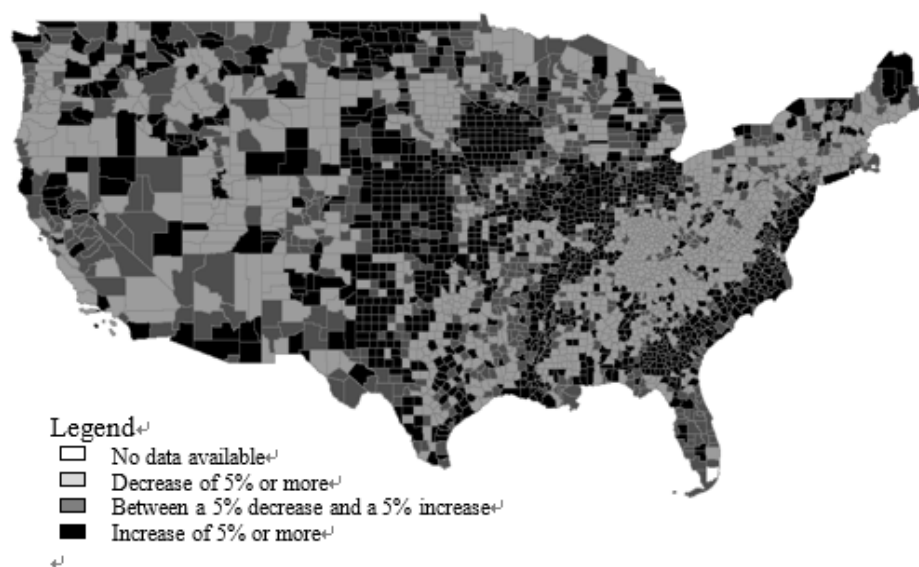 Legend↵
No data available↵
Decrease of 5% or more↵
Between a 5% decrease and a 5% increase↵
Increase of 5% or more↵
↵